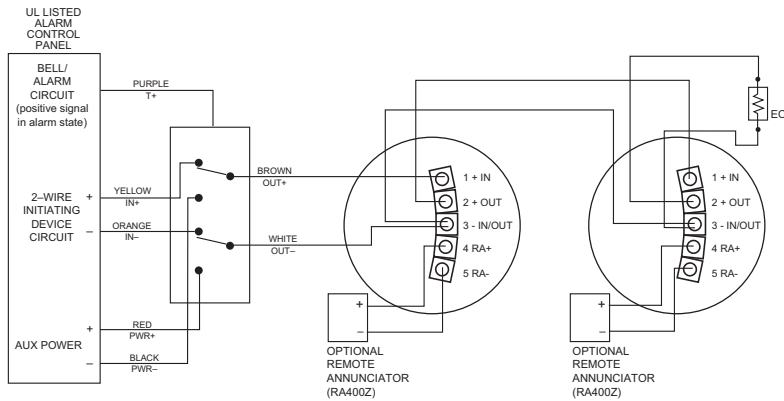 UL LISTED
ALARM
CONTROL
PANEL
BELL/
ALARM
CIRCUIT
(positive signal
in alarm state)
PURPLE
T+
2–WIRE
INITIATING
DEVICE
CIRCUIT
+
–
YELLOW
IN+
ORANGE
IN–
AUX POWER
+
–
RED
PWR+
BLACK
PWR–
BROWN
OUT+
WHITE
OUT–
1 + IN
2 + OUT
3 - IN/OUT
4 RA+
5 RA-
+
–
OPTIONAL
REMOTE
ANNUNCIATOR
(RA400Z)
1 + IN
2 + OUT
3 - IN/OUT
4 RA+
5 RA-
+
–
OPTIONAL
REMOTE
ANNUNCIATOR
(RA400Z)